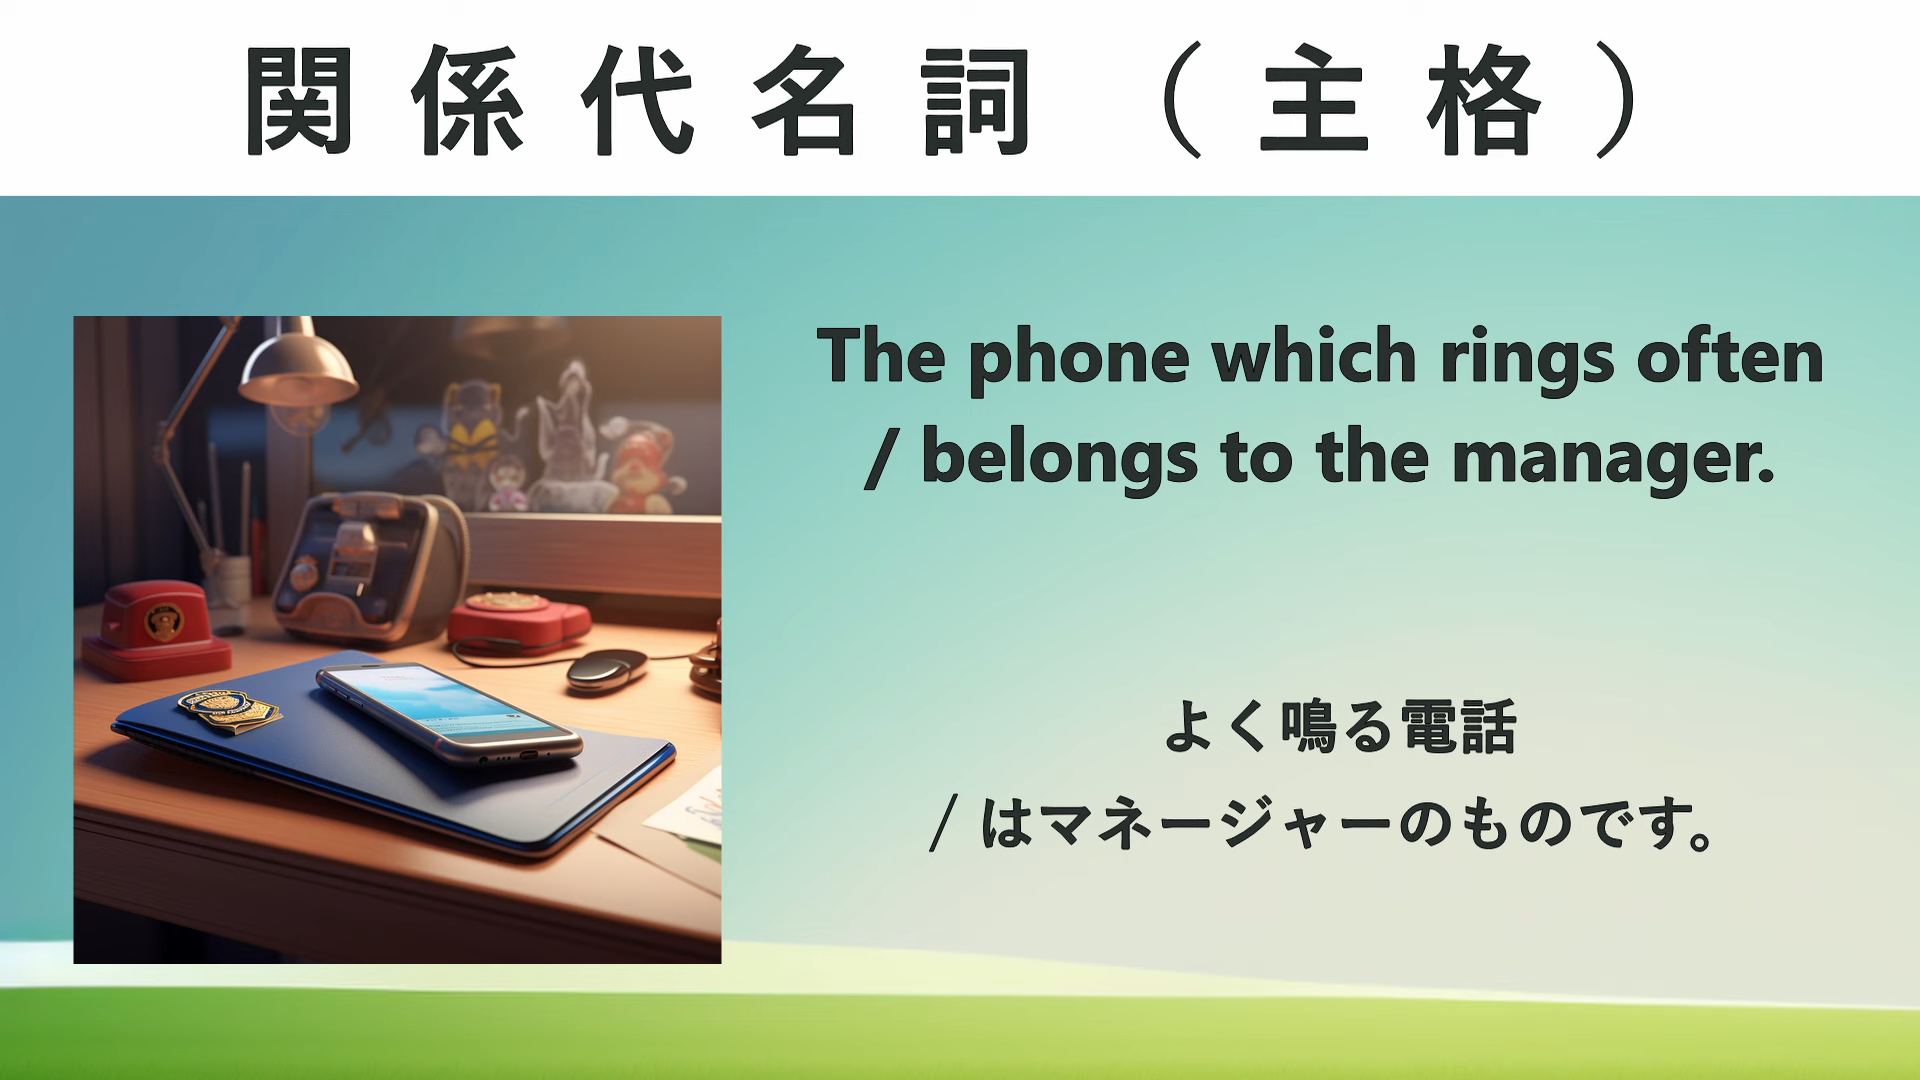 関係代名詞（主格）
The phone which rings often
/ belongs to the manager.
よく鳴る電話
/ はマネージャーのものです。